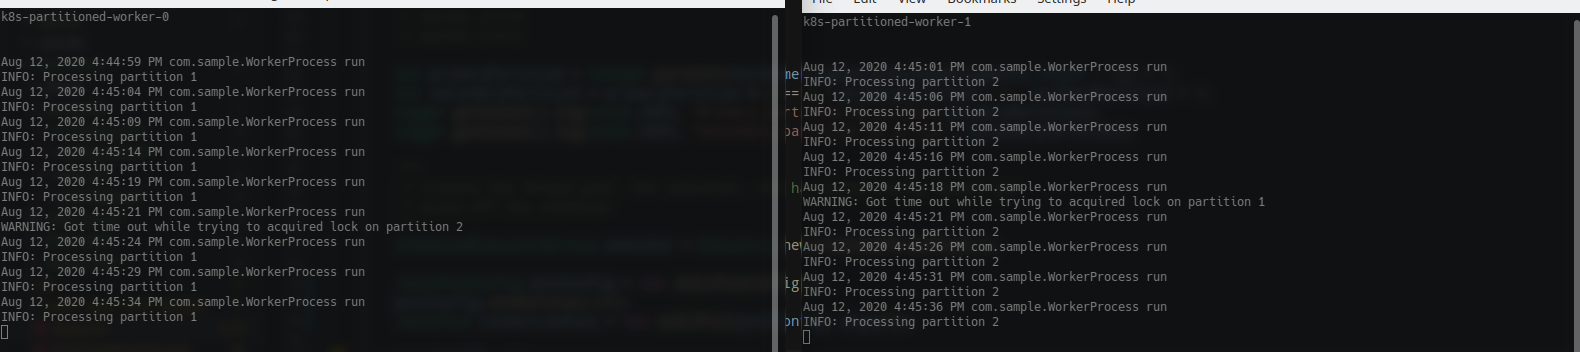 k8s-partitioned-worker-0
Aug 12, 2020 4:44:59 PM com.sample.WorkerProcess run
INFO: Processing partition 1
Aug 12, 2020 4:45:04 PM com.sample.WorkerProcess run
INFO: Processing partition 1
Aug 12, 2020 4:45:09 PM com.sample.WorkerProcess run
INFO: Processing partition 1
Aug 12, 2020 4:45:14 PM com.sample.WorkerProcess run
INFO: Processing partition 1
Aug 12, 2020 4:45:19 PM com.sample.WorkerProcess run
INFO: Processing partition 1
Aug 12, 2020 4:45:21 PM com.sample.WorkerProcess run
WARNING: Got time out while trying to acquired lock on partition 2
Aug 12, 2020 4:45:24 PM com.sample.WorkerProcess run
INFO: Processing partition 1
Aug 12, 2020 4:45:29 PM com.sample.WorkerProcess run
INFO: Processing partition 1
Aug 12, 2020 4:45:34 PM com.sample.WorkerProcess run
INFO: Processing partition 1
File Edit View Bookmarks Settings Help
k8s-partitioned-worker-1
Aug 12, 2020 4:45:01 PM com.sample.WorkerProcess run
INFO: Processing partition 2
Aug 12, 2020 4:45:06 PM com.sample.WorkerProcess run
INFO: Processing partition 2
Aug 12, 2020 4:45:11 PM com.sample.WorkerProcess run
INFO: Processing partition 2
Aug 12, 2020 4:45:16 PM com.sample.WorkerProcess run
INFO: Processing partition 2
Aug 12, 2020 4:45:18 PM com.sample.WorkerProcess run
WARNING: Got time out while trying to acquired lock on partition 1
Aug 12, 2020 4:45:21 PM com.sample.WorkerProcess run
INFO: Processing partition 2
Aug 12, 2020 4:45:26 PM com.sample.WorkerProcess run
INFO: Processing partition 2
Aug 12, 2020 4:45:31 PM com.sample.WorkerProcess run
INFO: Processing partition 2
Aug 12, 2020 4:45:36 PM com.sample.WorkerProcess run
INFO: Processing partition 2